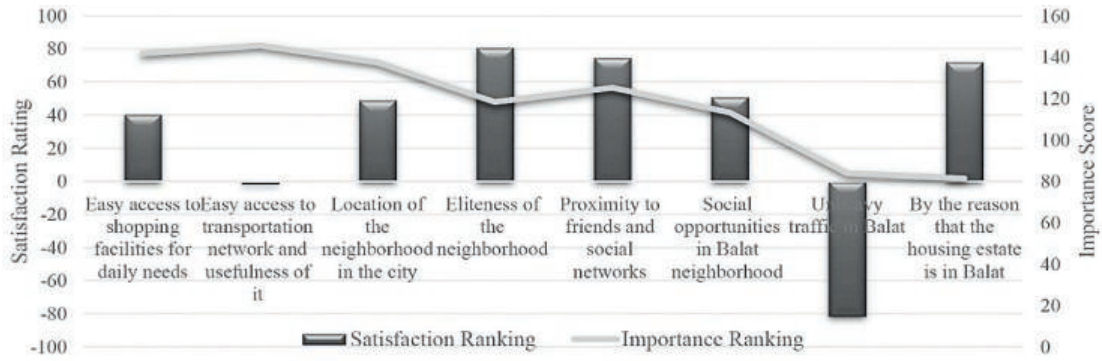 100
80
60
40
20
0
-20
-40
-60
-80
-100
Satisfaction Rating
160
140
120
100
80
60
40
20
0
Importance Score
Easy access to
shopping
facilities for
daily needs
Easy access to
transportation
network and
usefulness of
it
Location of
the
neighborhood
in the city
Eliteness of
the
neighborhood
Proximity to
friends and
social
networks
Social
opportunities
in Balat
neighborhood
traffic in Balat
By the reason
that the
housing estate
is in Balat
Satisfaction Ranking
Importance Ranking